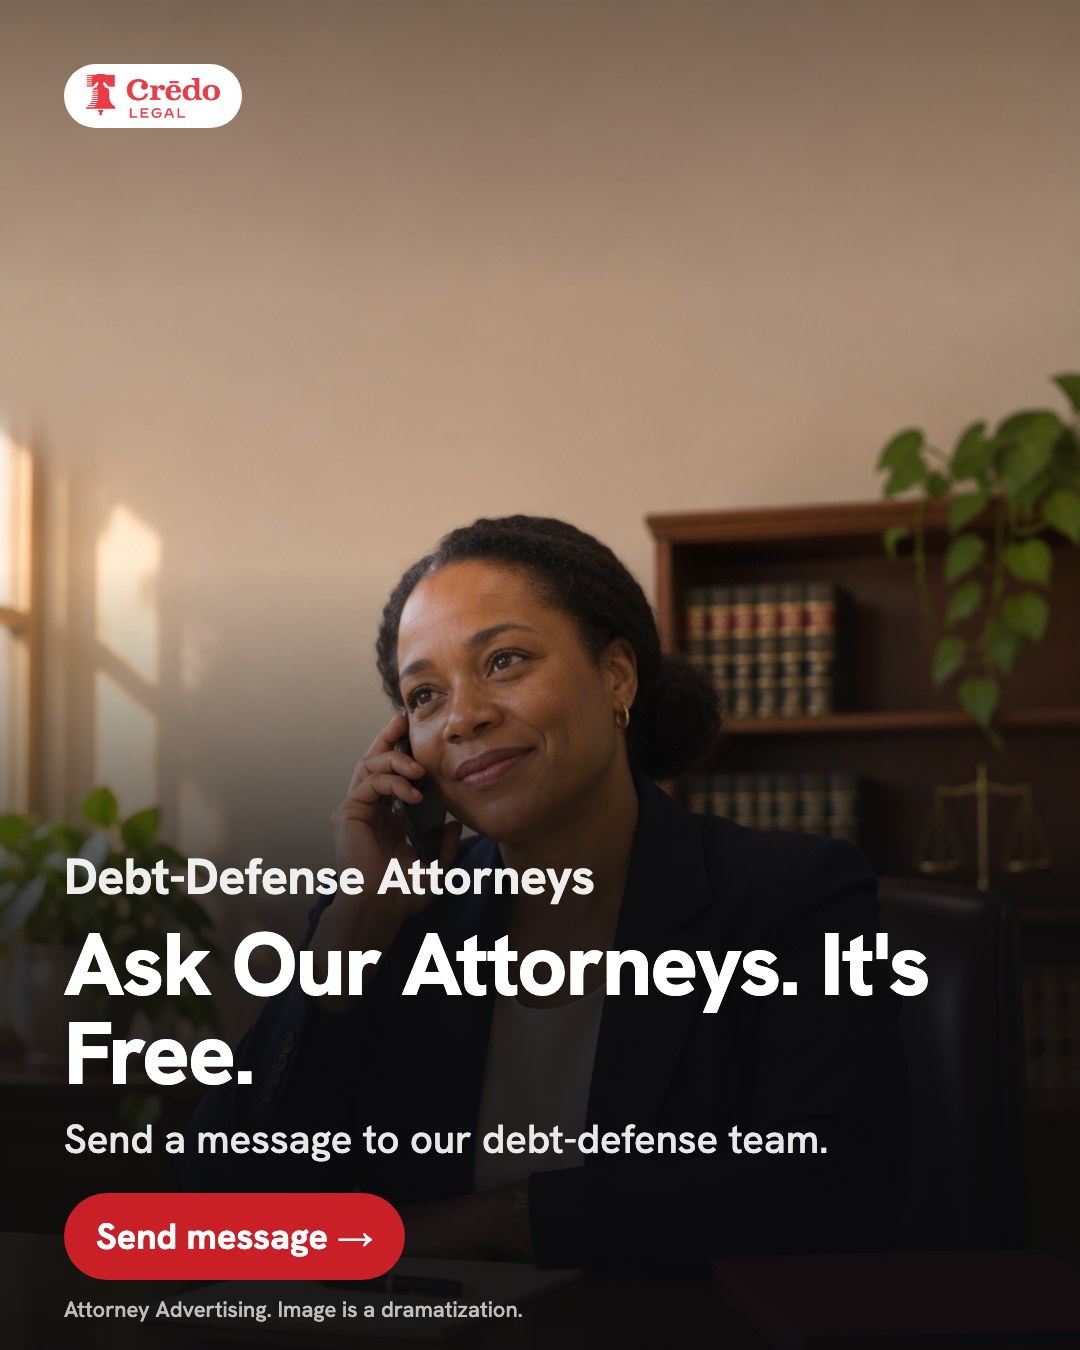 Crēdo
LEGAL
Debt-Defense Attorneys
Ask Our Attorneys. It's
Free.
Send a message to our debt-defense team.
Send message →
Attorney Advertising. Image is a dramatization.